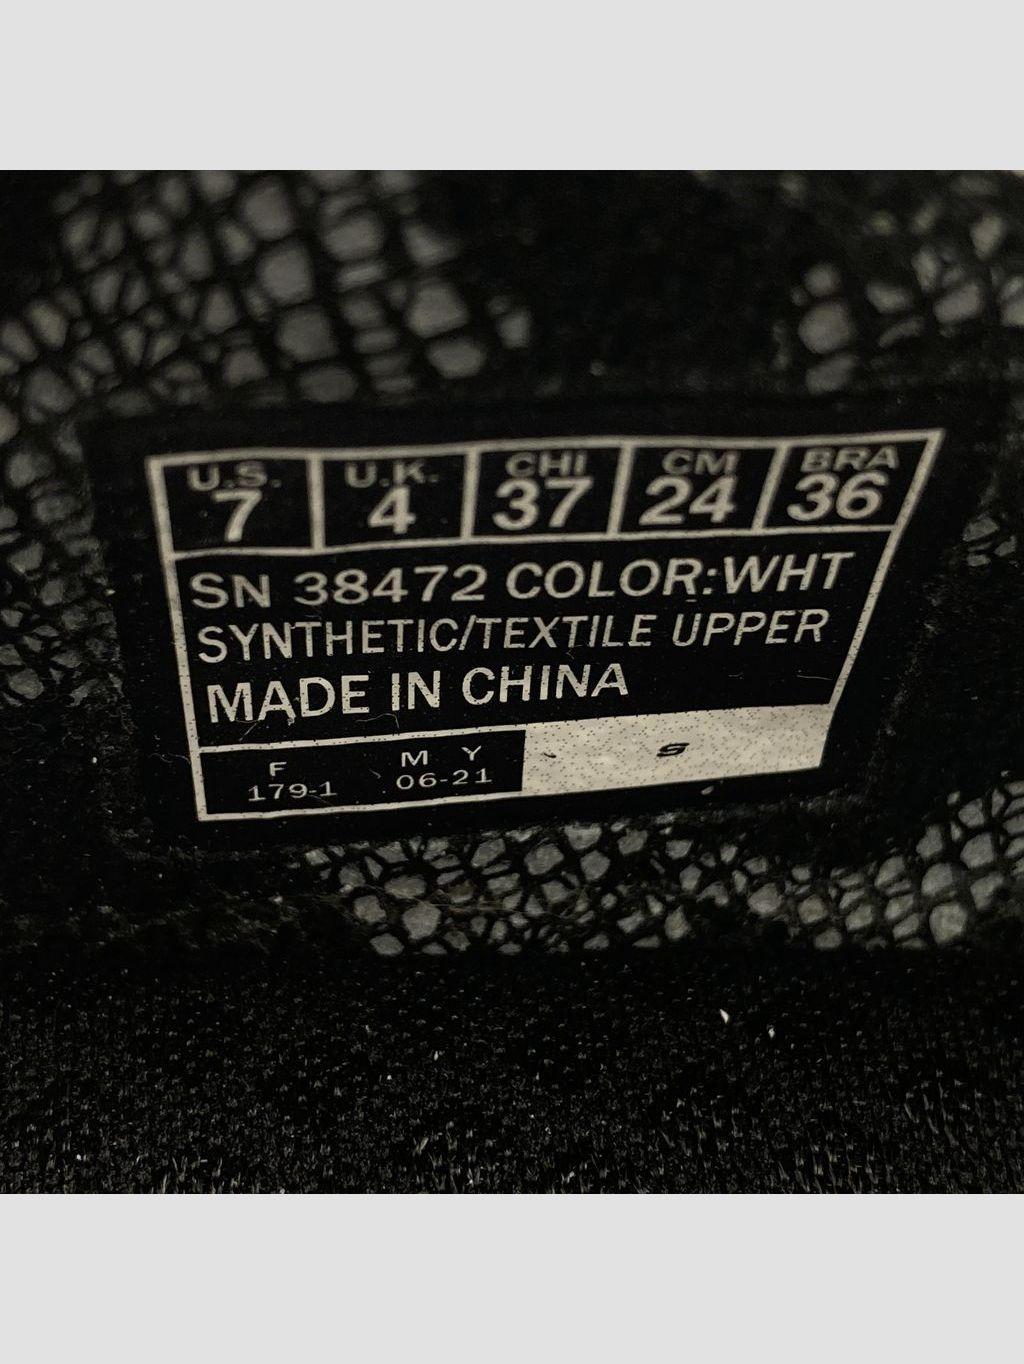 U.S. U.K. CHI CM BRA
7 4 37 24 36
SN 38472 COLOR:WHT
SYNTHETIC/TEXTILE UPPER
MADE IN CHINA
F M Y
179-1 06-21
S